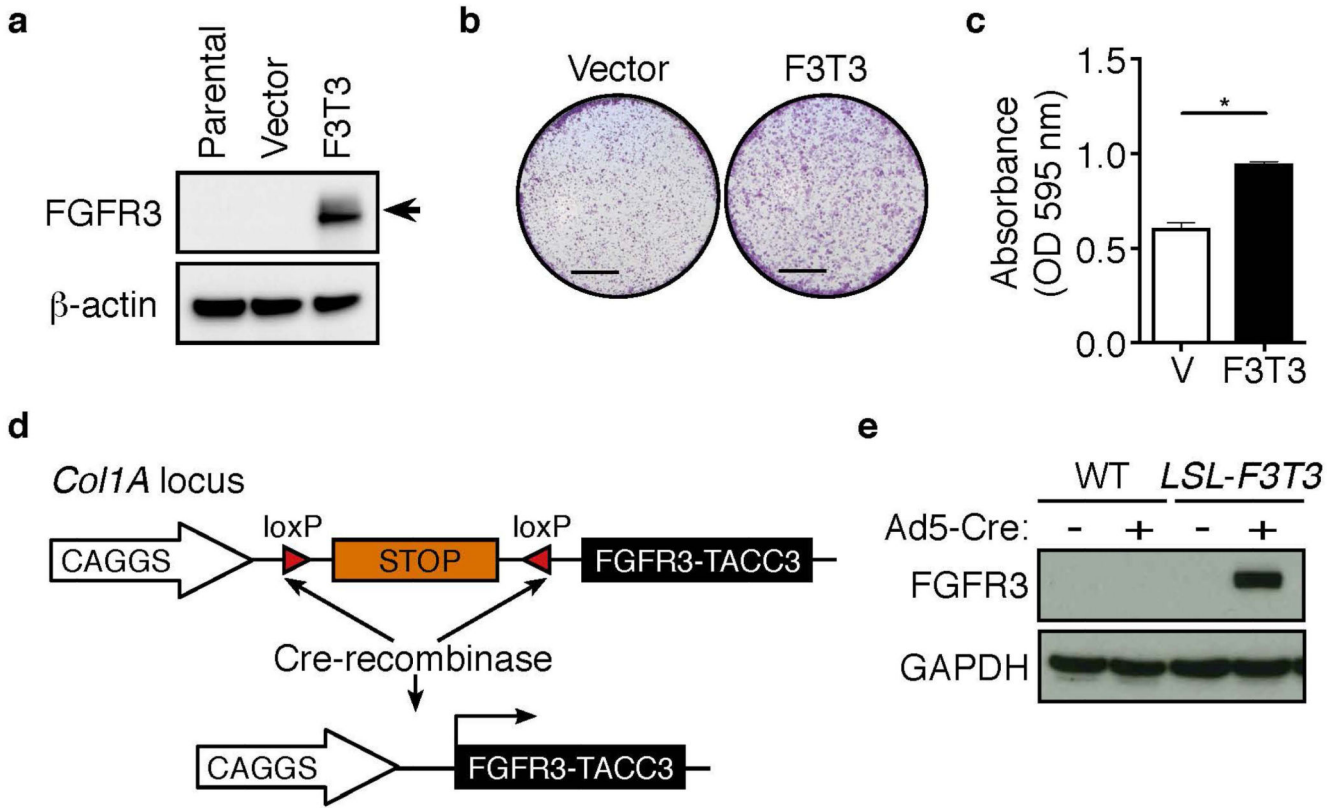 a
Parental
Vector
F3T3
FGFR3
β-actin
b
Vector
F3T3
c
Absorbance
(OD 595 nm)
1.5
1.0
0.5
0.0
*
V
F3T3
d
Col1A locus
CAGGS
loxP
STOP
loxP
FGFR3-TACC3
Cre-recombinase
CAGGS
FGFR3-TACC3
e
WT
LSL-F3T3
Ad5-Cre: - + - +
FGFR3
GAPDH